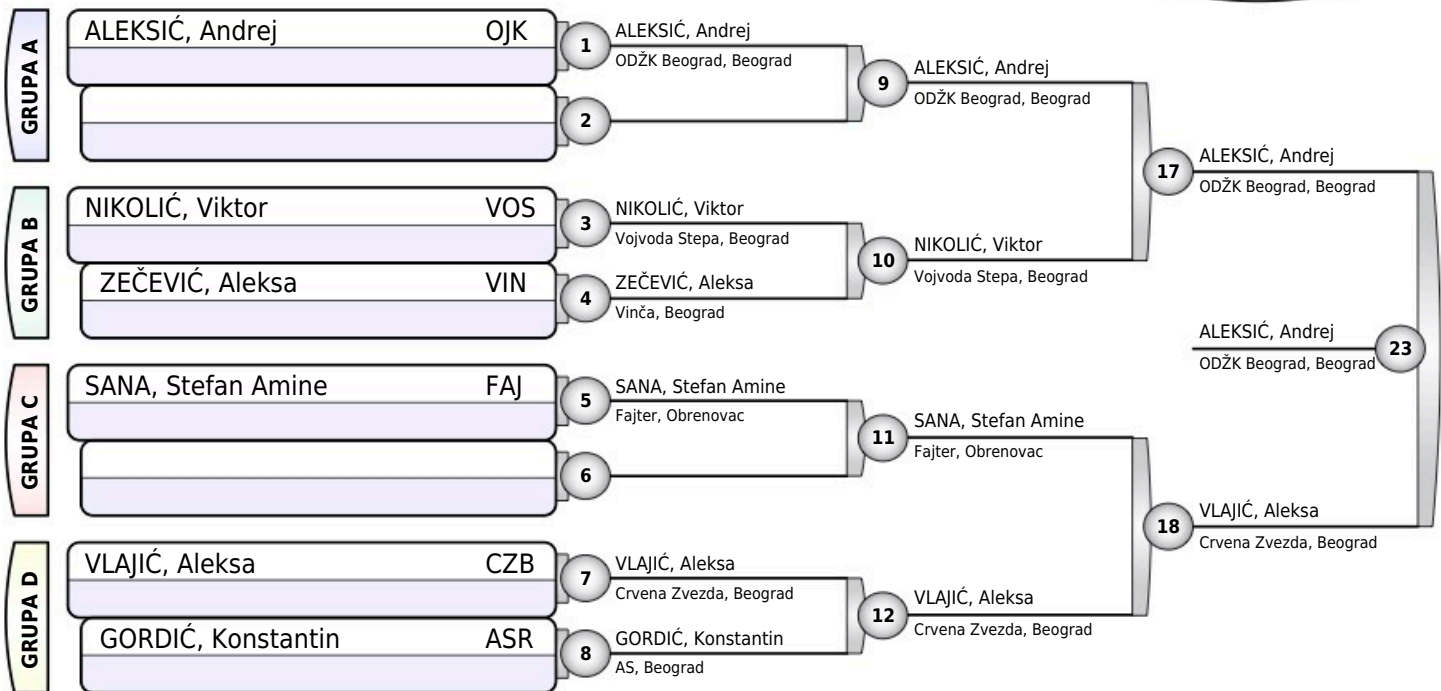 GRUPA A
ALEKSIĆ, Andrej OJK
1
ALEKSIĆ, Andrej
ODŽK Beograd, Beograd
2
9
ALEKSIĆ, Andrej
ODŽK Beograd, Beograd
GRUPA B
NIKOLIĆ, Viktor VOS
3
NIKOLIĆ, Viktor
Vojvoda Stepa, Beograd
ZEČEVIĆ, Aleksa VIN
4
ZEČEVIĆ, Aleksa
Vinča, Beograd
10
NIKOLIĆ, Viktor
Vojvoda Stepa, Beograd
17
ALEKSIĆ, Andrej
ODŽK Beograd, Beograd
GRUPA C
SANA, Stefan Amine FAJ
5
SANA, Stefan Amine
Fajter, Obrenovac
6
11
SANA, Stefan Amine
Fajter, Obrenovac
GRUPA D
VLAJIĆ, Aleksa CZB
7
VLAJIĆ, Aleksa
Crvena Zvezda, Beograd
GORDIĆ, Konstantin ASR
8
GORDIĆ, Konstantin
AS, Beograd
12
VLAJIĆ, Aleksa
Crvena Zvezda, Beograd
18
VLAJIĆ, Aleksa
Crvena Zvezda, Beograd
ALEKSIĆ, Andrej
ODŽK Beograd, Beograd
23